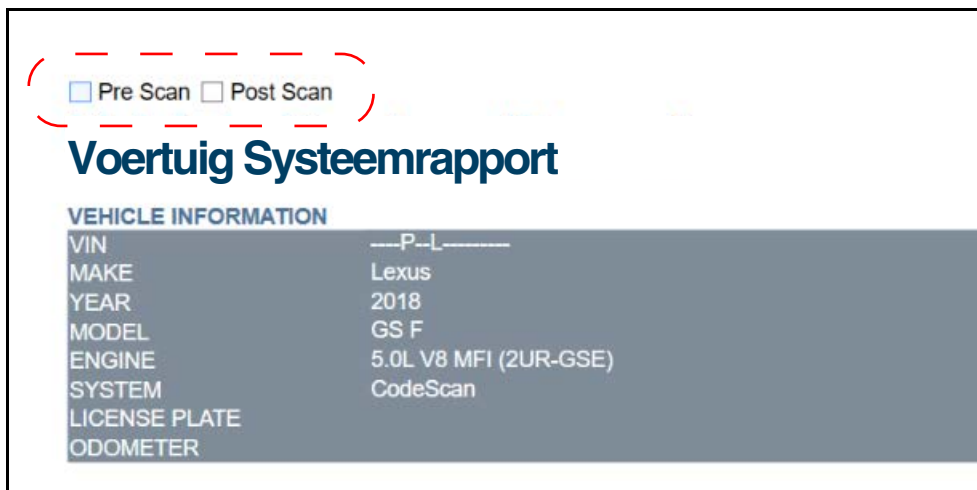 Pre Scan Post Scan
Voertuig Systeemrapport
VEHICLE INFORMATION
VIN ----P--L---------
MAKE Lexus
YEAR 2018
MODEL GS F
ENGINE 5.0L V8 MFI (2UR-GSE)
SYSTEM CodeScan
LICENSE PLATE
ODOMETER